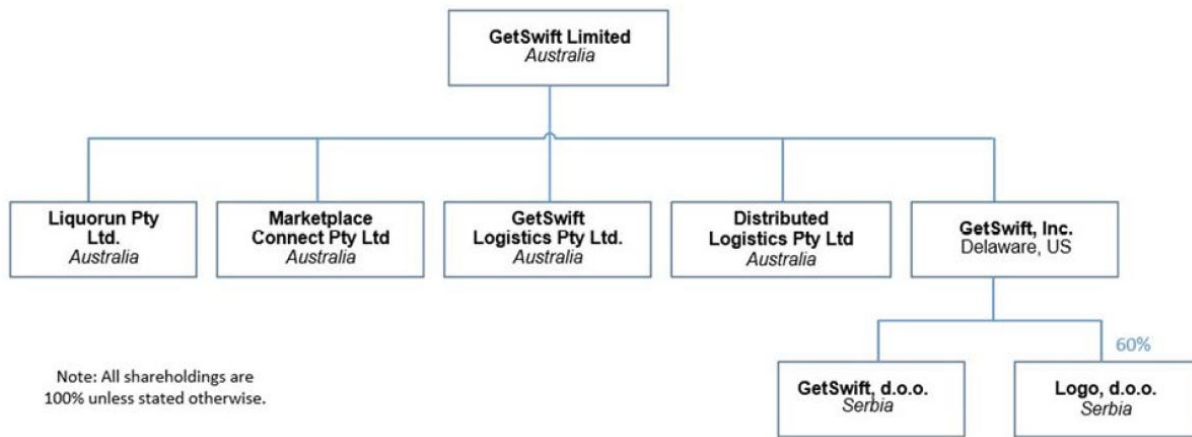 GetSwift Limited
Australia
Liquorun Pty
Ltd.
Australia
Marketplace
Connect Pty Ltd
Australia
GetSwift
Logistics Pty Ltd.
Australia
Distributed
Logistics Pty Ltd
Australia
GetSwift, Inc.
Delaware, US
60%
Note: All shareholdings are
100% unless stated otherwise.
GetSwift, d.o.o.
Serbia
Logo, d.o.o.
Serbia